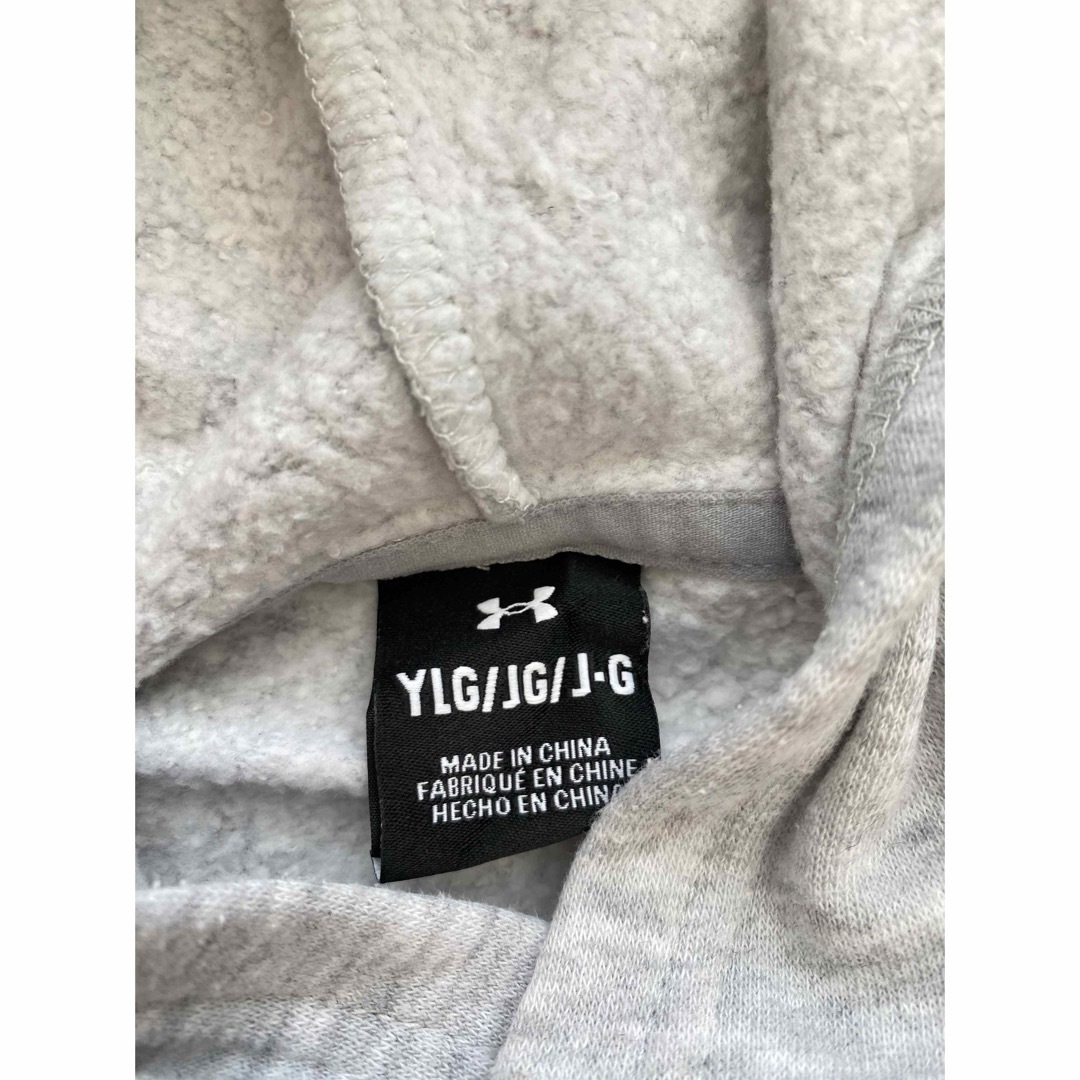 YLG/JG/J-G
MADE IN CHINA
FABRIQUÉ EN CHINE
HECHO EN CHINA